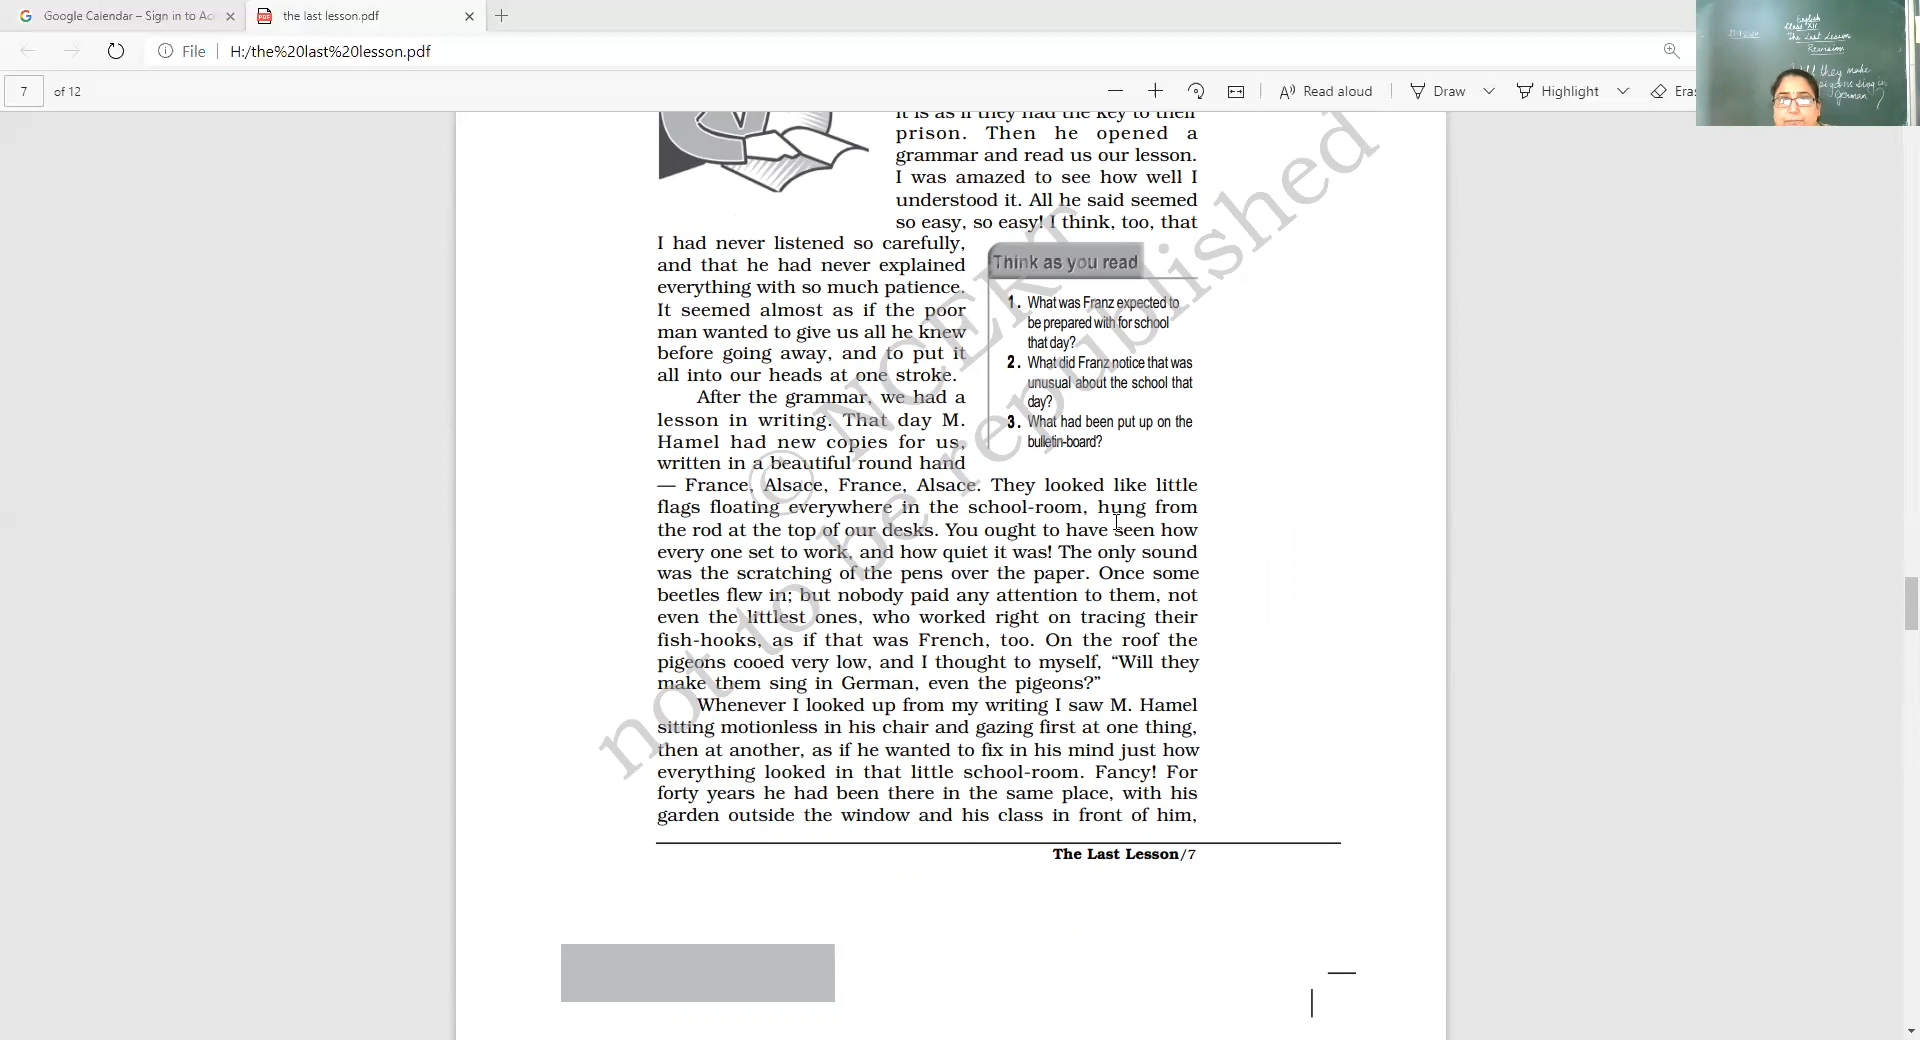 Google Calendar – Sign in to Ac
the last lesson.pdf
File
H:/the%20last%20lesson.pdf
7
of 12
Read aloud
Draw
Highlight
Eras
English
Class XII
The Last Lesson
Revision
they make
pigeons sing in
German ?
it is as if they had the key to their
prison. Then he opened a
grammar and read us our lesson.
I was amazed to see how well I
understood it. All he said seemed
so easy, so easy! I think, too, that
I had never listened so carefully,
and that he had never explained
everything with so much patience.
It seemed almost as if the poor
man wanted to give us all he knew
before going away, and to put it
all into our heads at one stroke.
Think as you read
1. What was Franz expected to
be prepared with for school
that day?
2. What did Franz notice that was
unusual about the school that
day?
3. What had been put up on the
bulletin-board?
After the grammar, we had a
lesson in writing. That day M.
Hamel had new copies for us,
written in a beautiful round hand
— France, Alsace, France, Alsace. They looked like little
flags floating everywhere in the school-room, hung from
the rod at the top of our desks. You ought to have seen how
every one set to work, and how quiet it was! The only sound
was the scratching of the pens over the paper. Once some
beetles flew in; but nobody paid any attention to them, not
even the littlest ones, who worked right on tracing their
fish-hooks, as if that was French, too. On the roof the
pigeons cooed very low, and I thought to myself, “Will they
make them sing in German, even the pigeons?”
Whenever I looked up from my writing I saw M. Hamel
sitting motionless in his chair and gazing first at one thing,
then at another, as if he wanted to fix in his mind just how
everything looked in that little school-room. Fancy! For
forty years he had been there in the same place, with his
garden outside the window and his class in front of him,
The Last Lesson/7
© NCERT
not to be republished